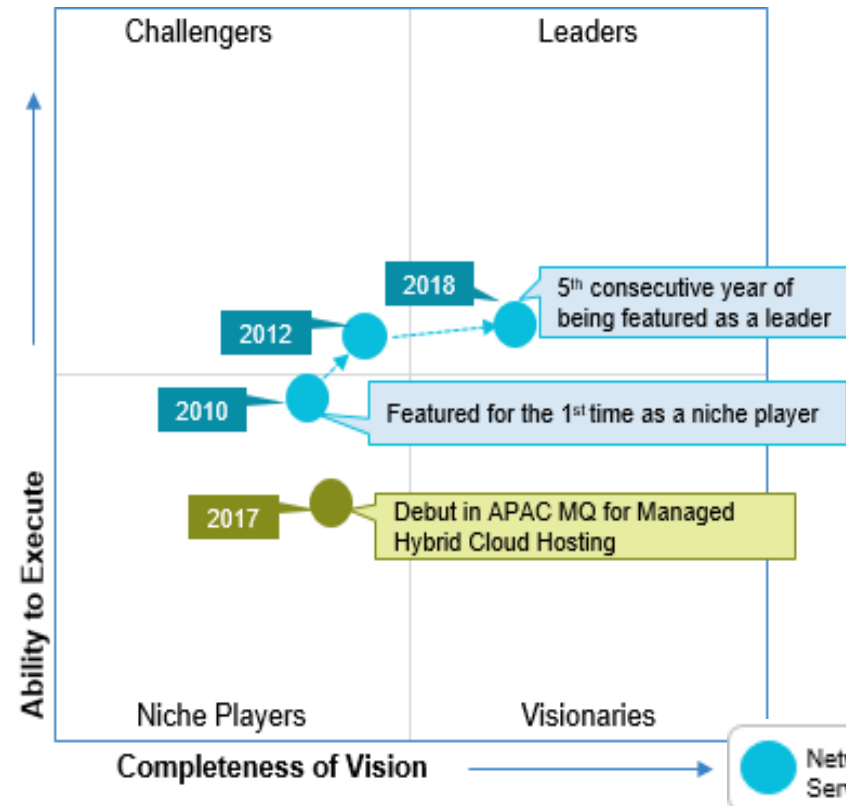 Challengers
Leaders
2018
5th consecutive year of
being featured as a leader
2012
2010
Featured for the 1st time as a niche player
2017
Debut in APAC MQ for Managed
Hybrid Cloud Hosting
Ability to Execute
Niche Players
Visionaries
Completeness of Vision